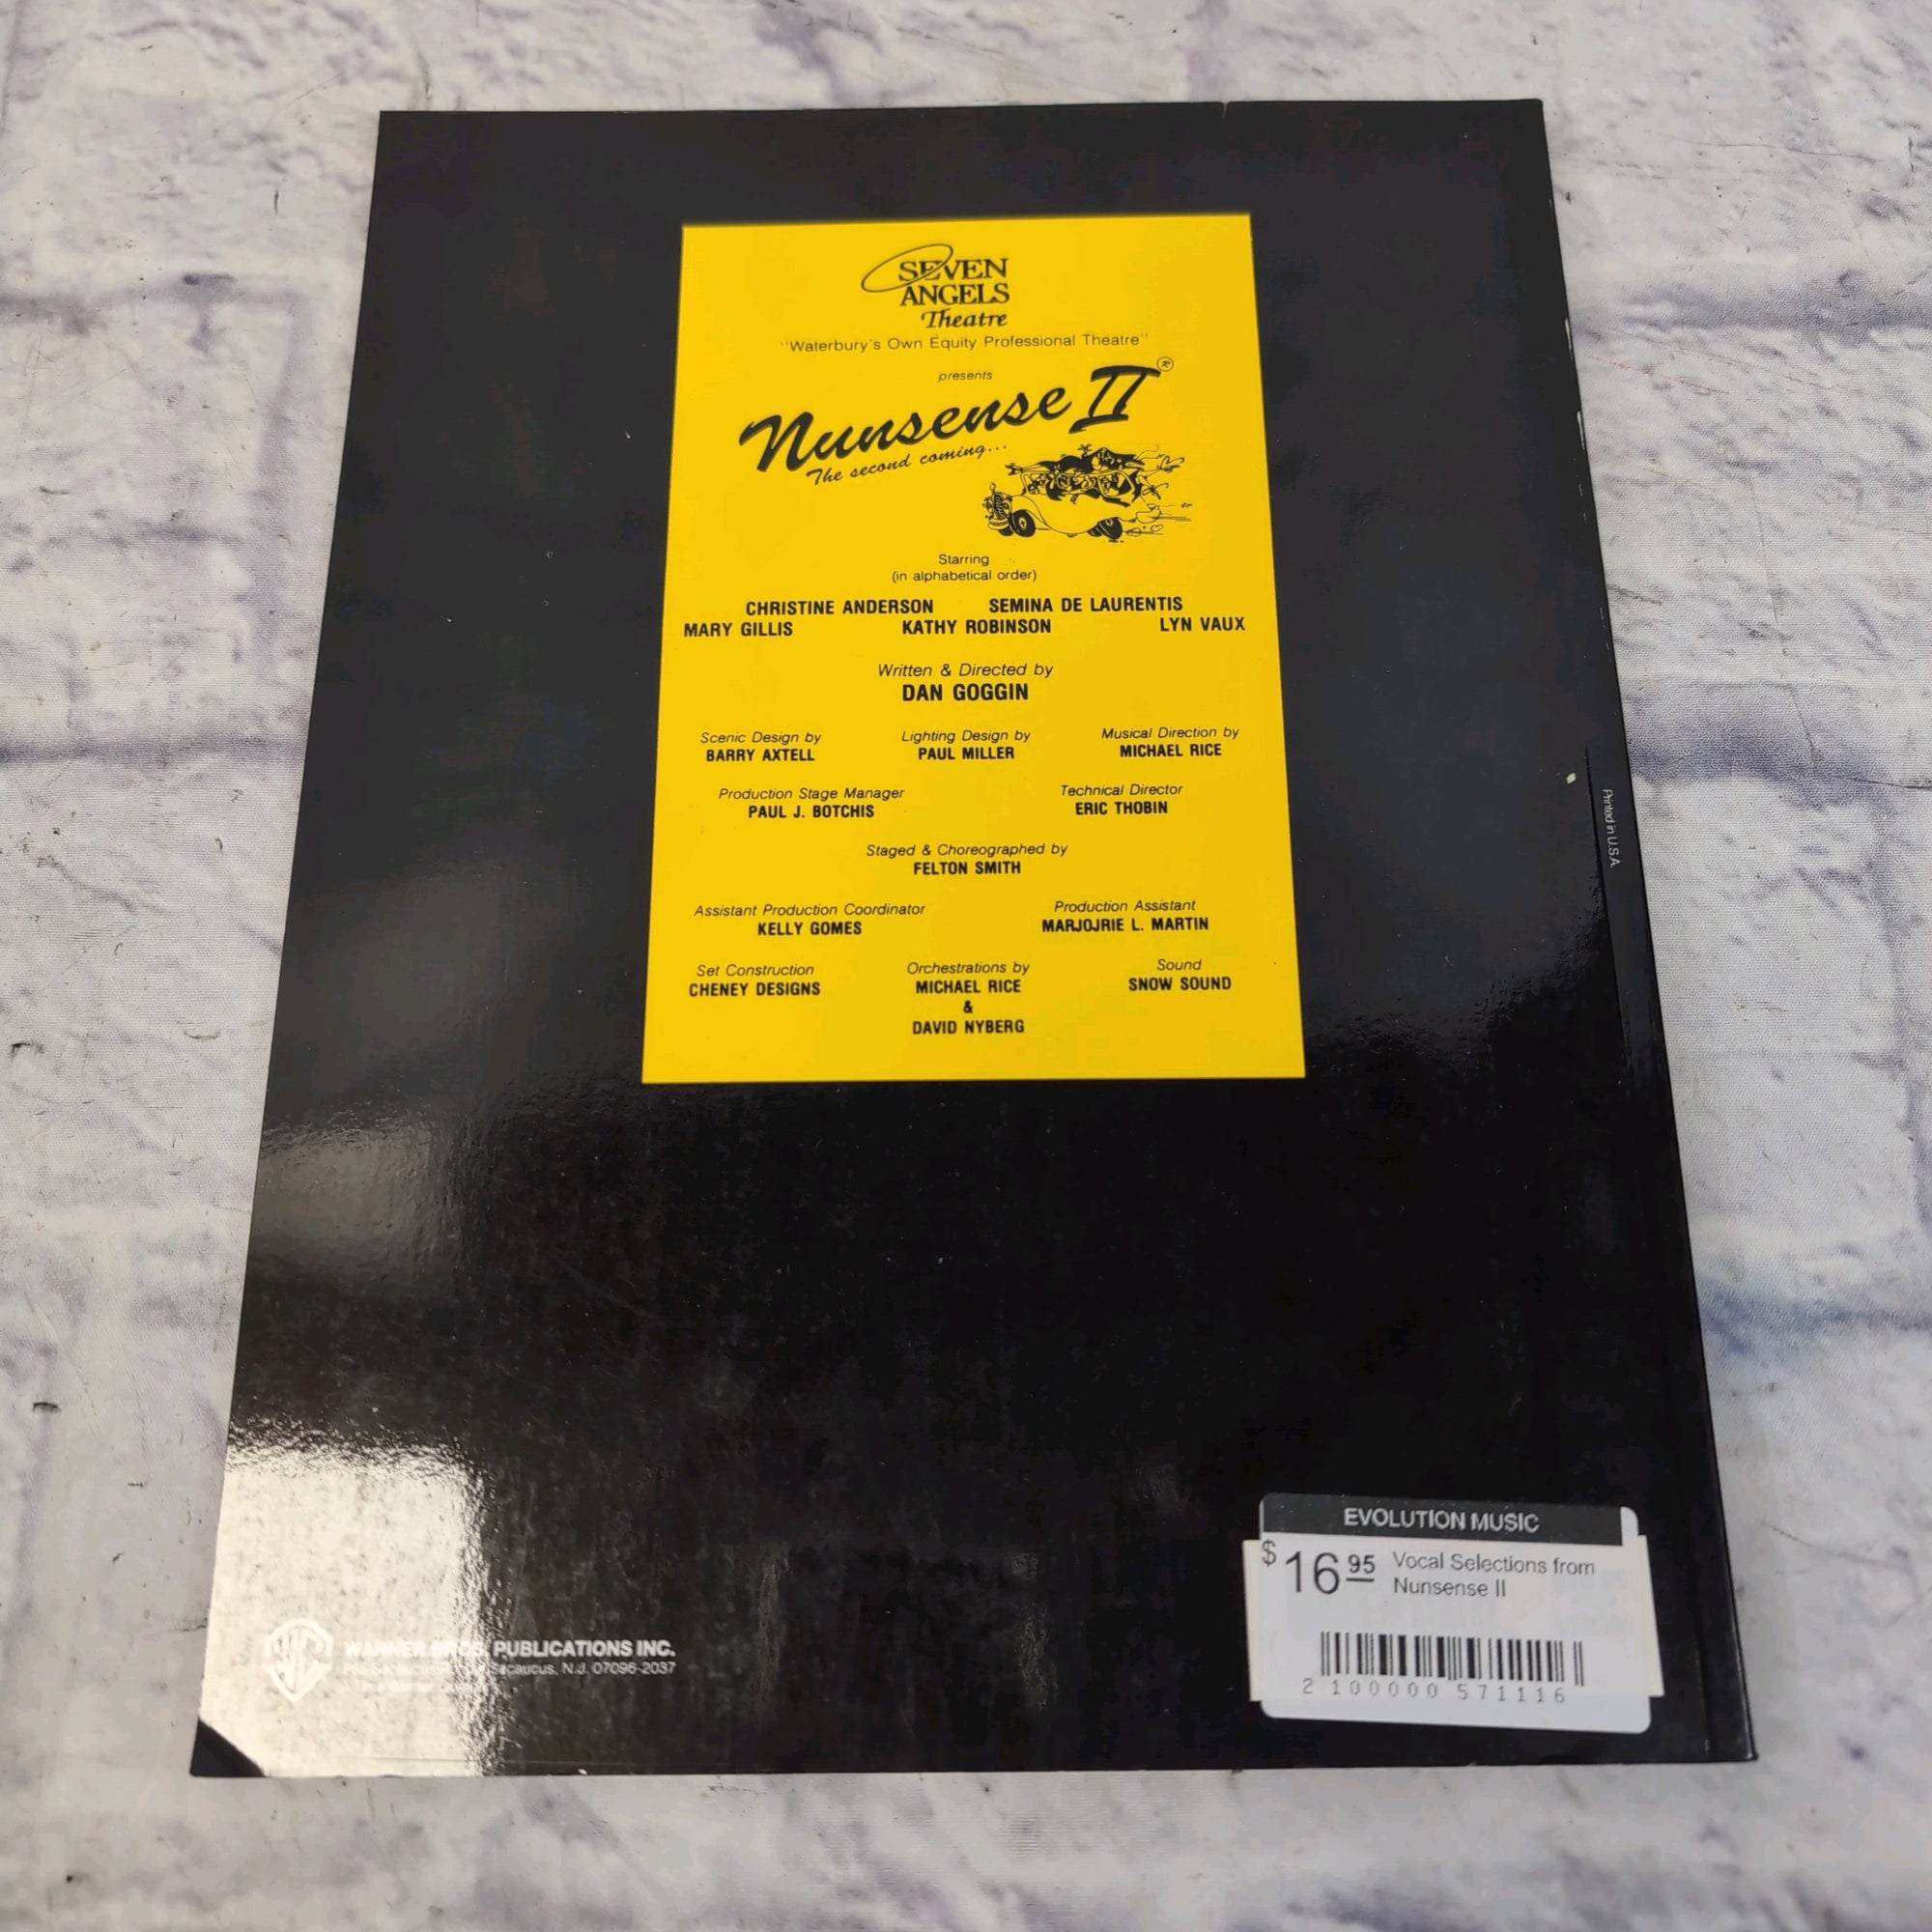 SEVEN
ANGELS
Theatre
"Waterbury's Own Equity Professional Theatre"
presents
Nunsense II ®
The second coming...
Starring
(in alphabetical order)
CHRISTINE ANDERSON SEMINA DE LAURENTIS
MARY GILLIS KATHY ROBINSON LYN VAUX
Written & Directed by
DAN GOGGIN
Scenic Design by Lighting Design by Musical Direction by
BARRY AXTELL PAUL MILLER MICHAEL RICE
Production Stage Manager Technical Director
PAUL J. BOTCHIS ERIC THOBIN
Staged & Choreographed by
FELTON SMITH
Assistant Production Coordinator Production Assistant
KELLY GOMES MARJOJRIE L. MARTIN
Set Construction Orchestrations by Sound
CHENEY DESIGNS MICHAEL RICE SNOW SOUND
&
DAVID NYBERG
Printed in U.S.A.
EVOLUTION MUSIC
$16.95 Vocal Selections from
Nunsense II
2 100000 571116
WB WARNER BROS. PUBLICATIONS INC.
Secaucus, N.J. 07096-2037